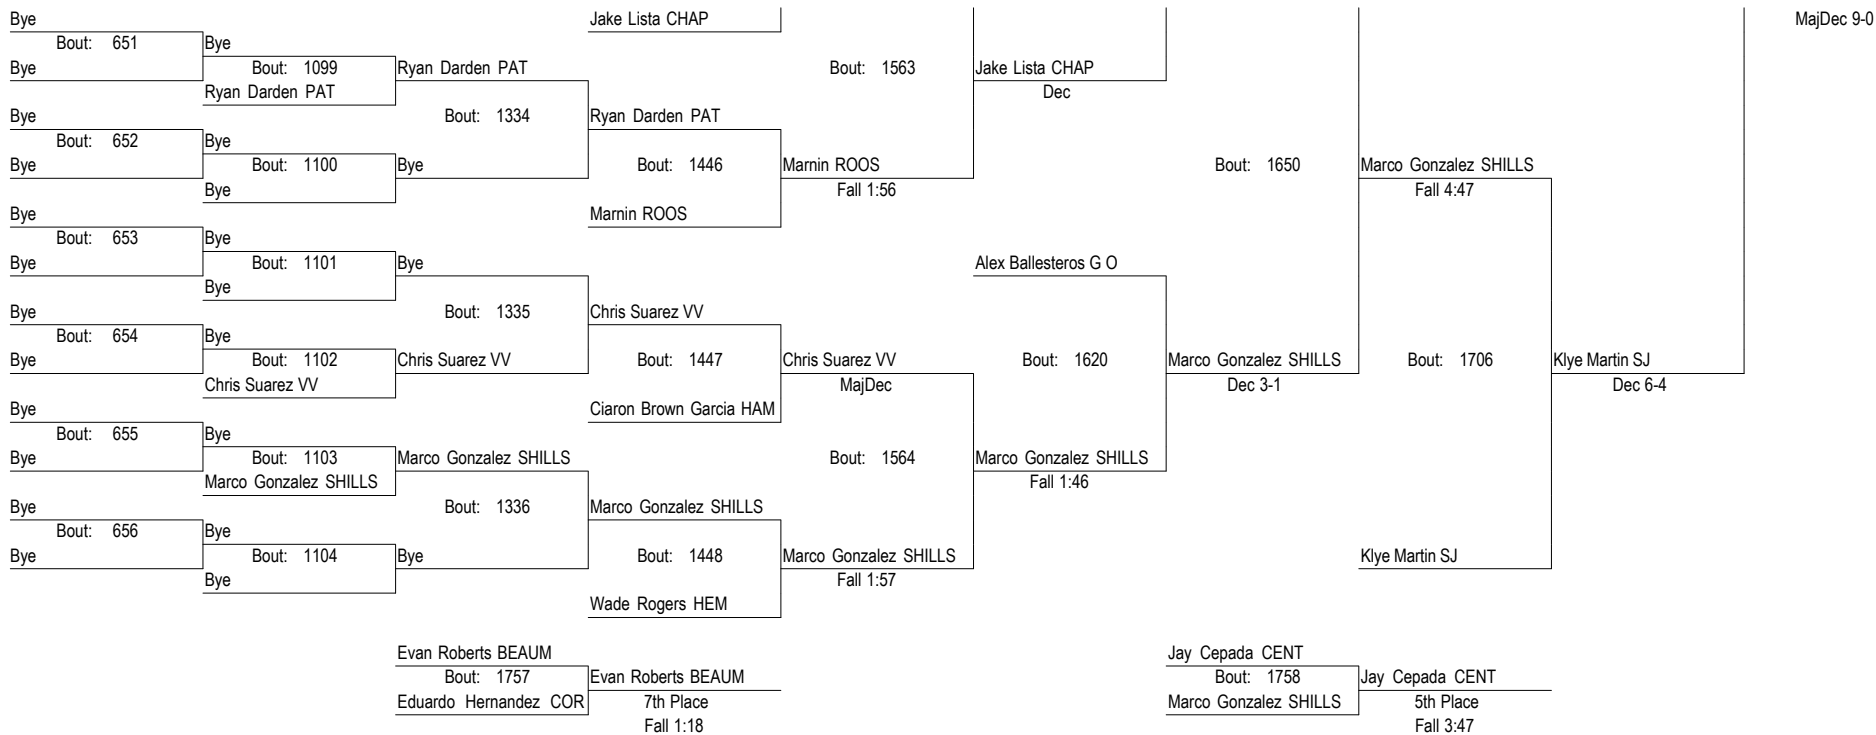 Bye
Jake Lista CHAP
MajDec 9-0
Bout: 651
Bye
Bye
Bout: 1099
Ryan Darden PAT
Bout: 1563
Jake Lista CHAP
Ryan Darden PAT
Dec
Bye
Bout: 1334
Ryan Darden PAT
Bout: 652
Bye
Bye
Bout: 1100
Bye
Bout: 1446
Marnin ROOS
Bout: 1650
Marco Gonzalez SHILLS
Bye
Fall 1:56
Fall 4:47
Bye
Marnin ROOS
Bout: 653
Bye
Bye
Bout: 1101
Bye
Alex Ballesteros G O
Bye
Bye
Bout: 1335
Chris Suarez VV
Bout: 654
Bye
Bye
Bout: 1102
Chris Suarez VV
Bout: 1447
Chris Suarez VV
Bout: 1620
Marco Gonzalez SHILLS
Bout: 1706
Klye Martin SJ
Chris Suarez VV
MajDec
Dec 3-1
Dec 6-4
Bye
Ciaron Brown Garcia HAM
Bout: 655
Bye
Bye
Bout: 1103
Marco Gonzalez SHILLS
Bout: 1564
Marco Gonzalez SHILLS
Marco Gonzalez SHILLS
Fall 1:46
Bye
Bout: 1336
Marco Gonzalez SHILLS
Bout: 656
Bye
Bye
Bout: 1104
Bye
Bout: 1448
Marco Gonzalez SHILLS
Klye Martin SJ
Bye
Fall 1:57
Wade Rogers HEM
Evan Roberts BEAUM
Jay Cepada CENT
Bout: 1757
Evan Roberts BEAUM
Bout: 1758
Jay Cepada CENT
Eduardo Hernandez COR
7th Place
Marco Gonzalez SHILLS
5th Place
Fall 1:18
Fall 3:47